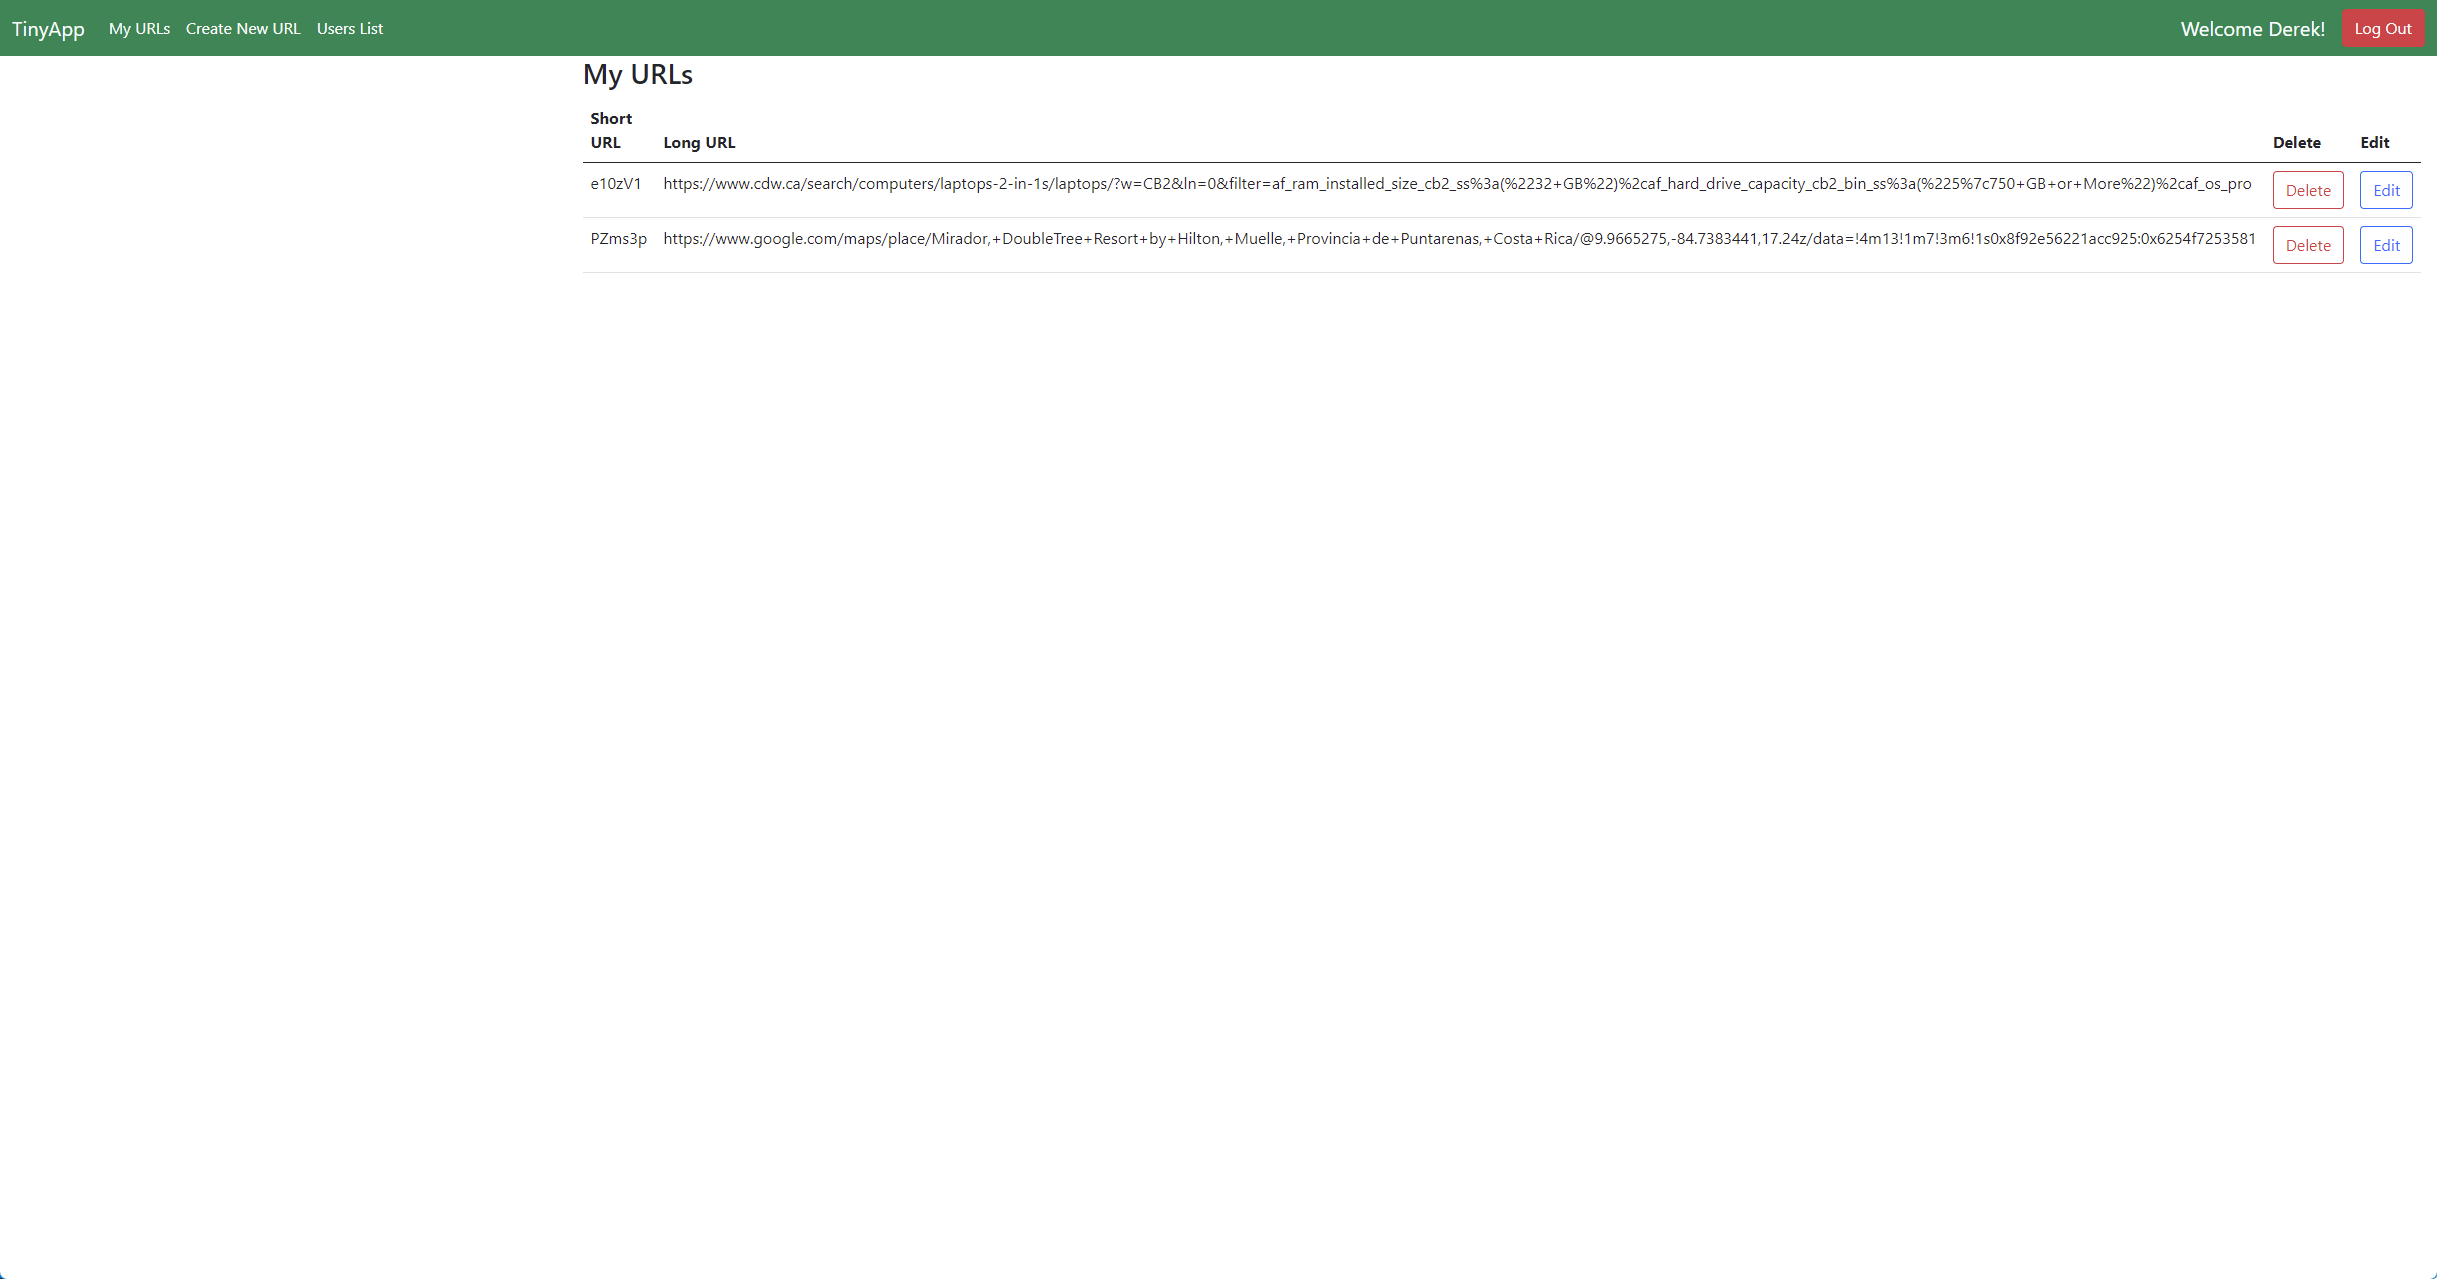 TinyApp My URLs Create New URL Users List Welcome Derek! Log Out
My URLs
Short
URL Long URL Delete Edit
e10zV1 https://www.cdw.ca/search/computers/laptops-2-in-1s/laptops/?w=CB2&ln=0&filter=af_ram_installed_size_cb2_ss%3a(%2232+GB%22)%2caf_hard_drive_capacity_cb2_bin_ss%3a(%225%7c750+GB+or+More%22)%2caf_os_pro Delete Edit
PZms3p https://www.google.com/maps/place/Mirador,+DoubleTree+Resort+by+Hilton,+Muelle,+Provincia+de+Puntarenas,+Costa+Rica/@9.9665275,-84.7383441,17.24z/data=!4m13!1m7!3m6!1s0x8f92e56221acc925:0x6254f7253581 Delete Edit